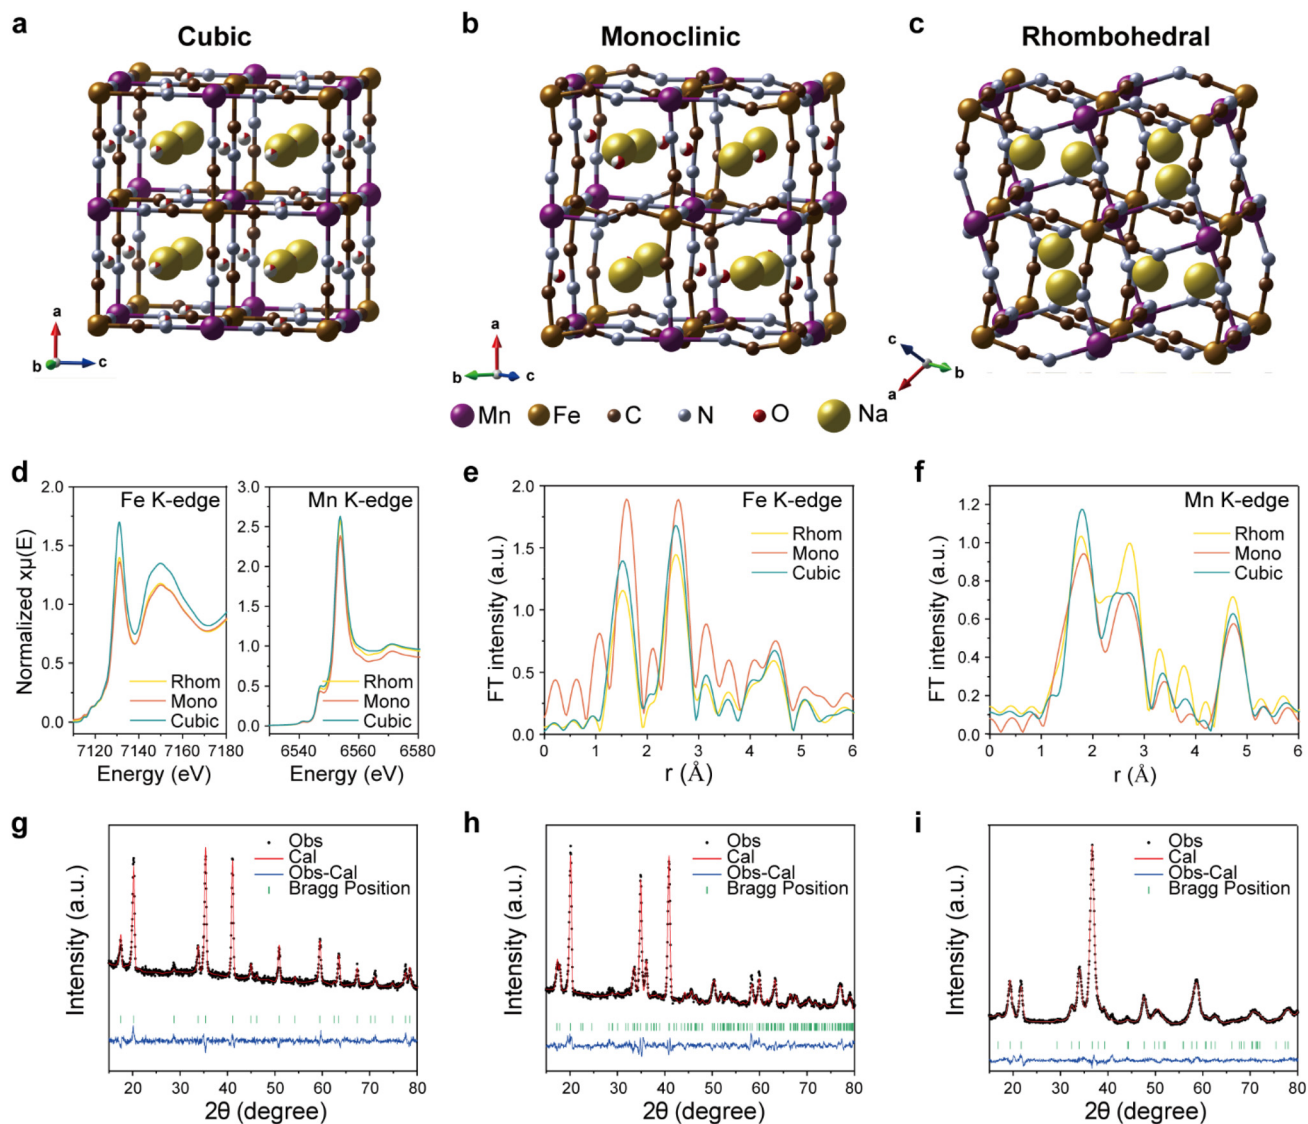 a
Cubic
b
Monoclinic
c
Rhombohedral
a
b
c
a
b
c
c
b
a
Mn
Fe
C
N
O
Na
d
Fe K-edge
Mn K-edge
Normalized xμ(E)
2.0
1.5
1.0
0.5
0.0
7120
7140
7160
7180
Energy (eV)
Rhom
Mono
Cubic
3.0
2.5
2.0
1.5
1.0
0.5
0.0
6540
6560
6580
Energy (eV)
Rhom
Mono
Cubic
e
Fe K-edge
Rhom
Mono
Cubic
FT intensity (a.u.)
2.0
1.5
1.0
0.5
0.0
0 1 2 3 4 5 6
r (Å)
f
Mn K-edge
Rhom
Mono
Cubic
FT intensity (a.u.)
1.2
1.0
0.8
0.6
0.4
0.2
0.0
0 1 2 3 4 5 6
r (Å)
g
Obs
Cal
Obs-Cal
Bragg Position
Intensity (a.u.)
20 30 40 50 60 70 80
2θ (degree)
h
Obs
Cal
Obs-Cal
Bragg Position
Intensity (a.u.)
20 30 40 50 60 70 80
2θ (degree)
i
Obs
Cal
Obs-Cal
Bragg Position
Intensity (a.u.)
20 30 40 50 60 70 80
2θ (degree)